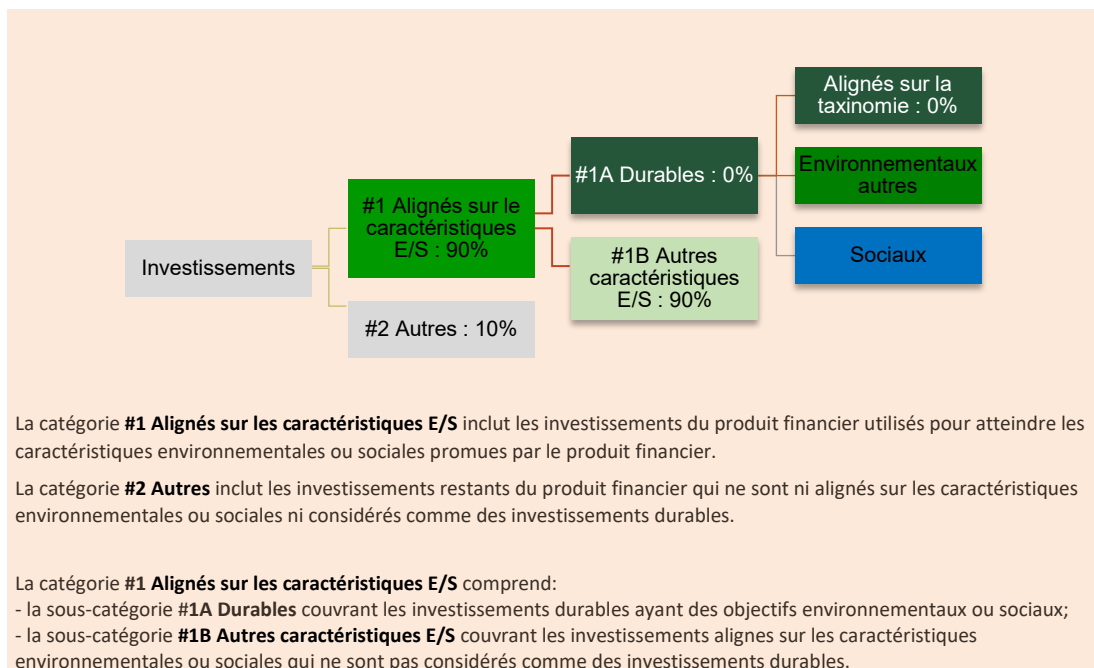 Alignés sur la
taxinomie : 0%
#1A Durables : 0%
Environnementaux
autres
#1 Alignés sur le
caractéristiques
E/S : 90%
Investissements
#1B Autres
caractéristiques
E/S : 90%
Sociaux
#2 Autres : 10%
La catégorie #1 Alignés sur les caractéristiques E/S inclut les investissements du produit financier utilisés pour atteindre les
caractéristiques environnementales ou sociales promues par le produit financier.
La catégorie #2 Autres inclut les investissements restants du produit financier qui ne sont ni alignés sur les caractéristiques
environnementales ou sociales ni considérés comme des investissements durables.
La catégorie #1 Alignés sur les caractéristiques E/S comprend:
- la sous-catégorie #1A Durables couvrant les investissements durables ayant des objectifs environnementaux ou sociaux;
- la sous-catégorie #1B Autres caractéristiques E/S couvrant les investissements alignes sur les caractéristiques
environnementales ou sociales qui ne sont pas considérés comme des investissements durables.